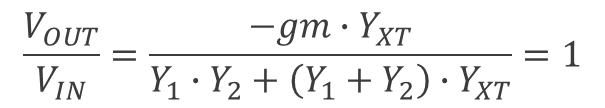 V_OUT / V_IN = −gm · Y_XT / Y_1 · Y_2 + (Y_1 + Y_2) · Y_XT = 1